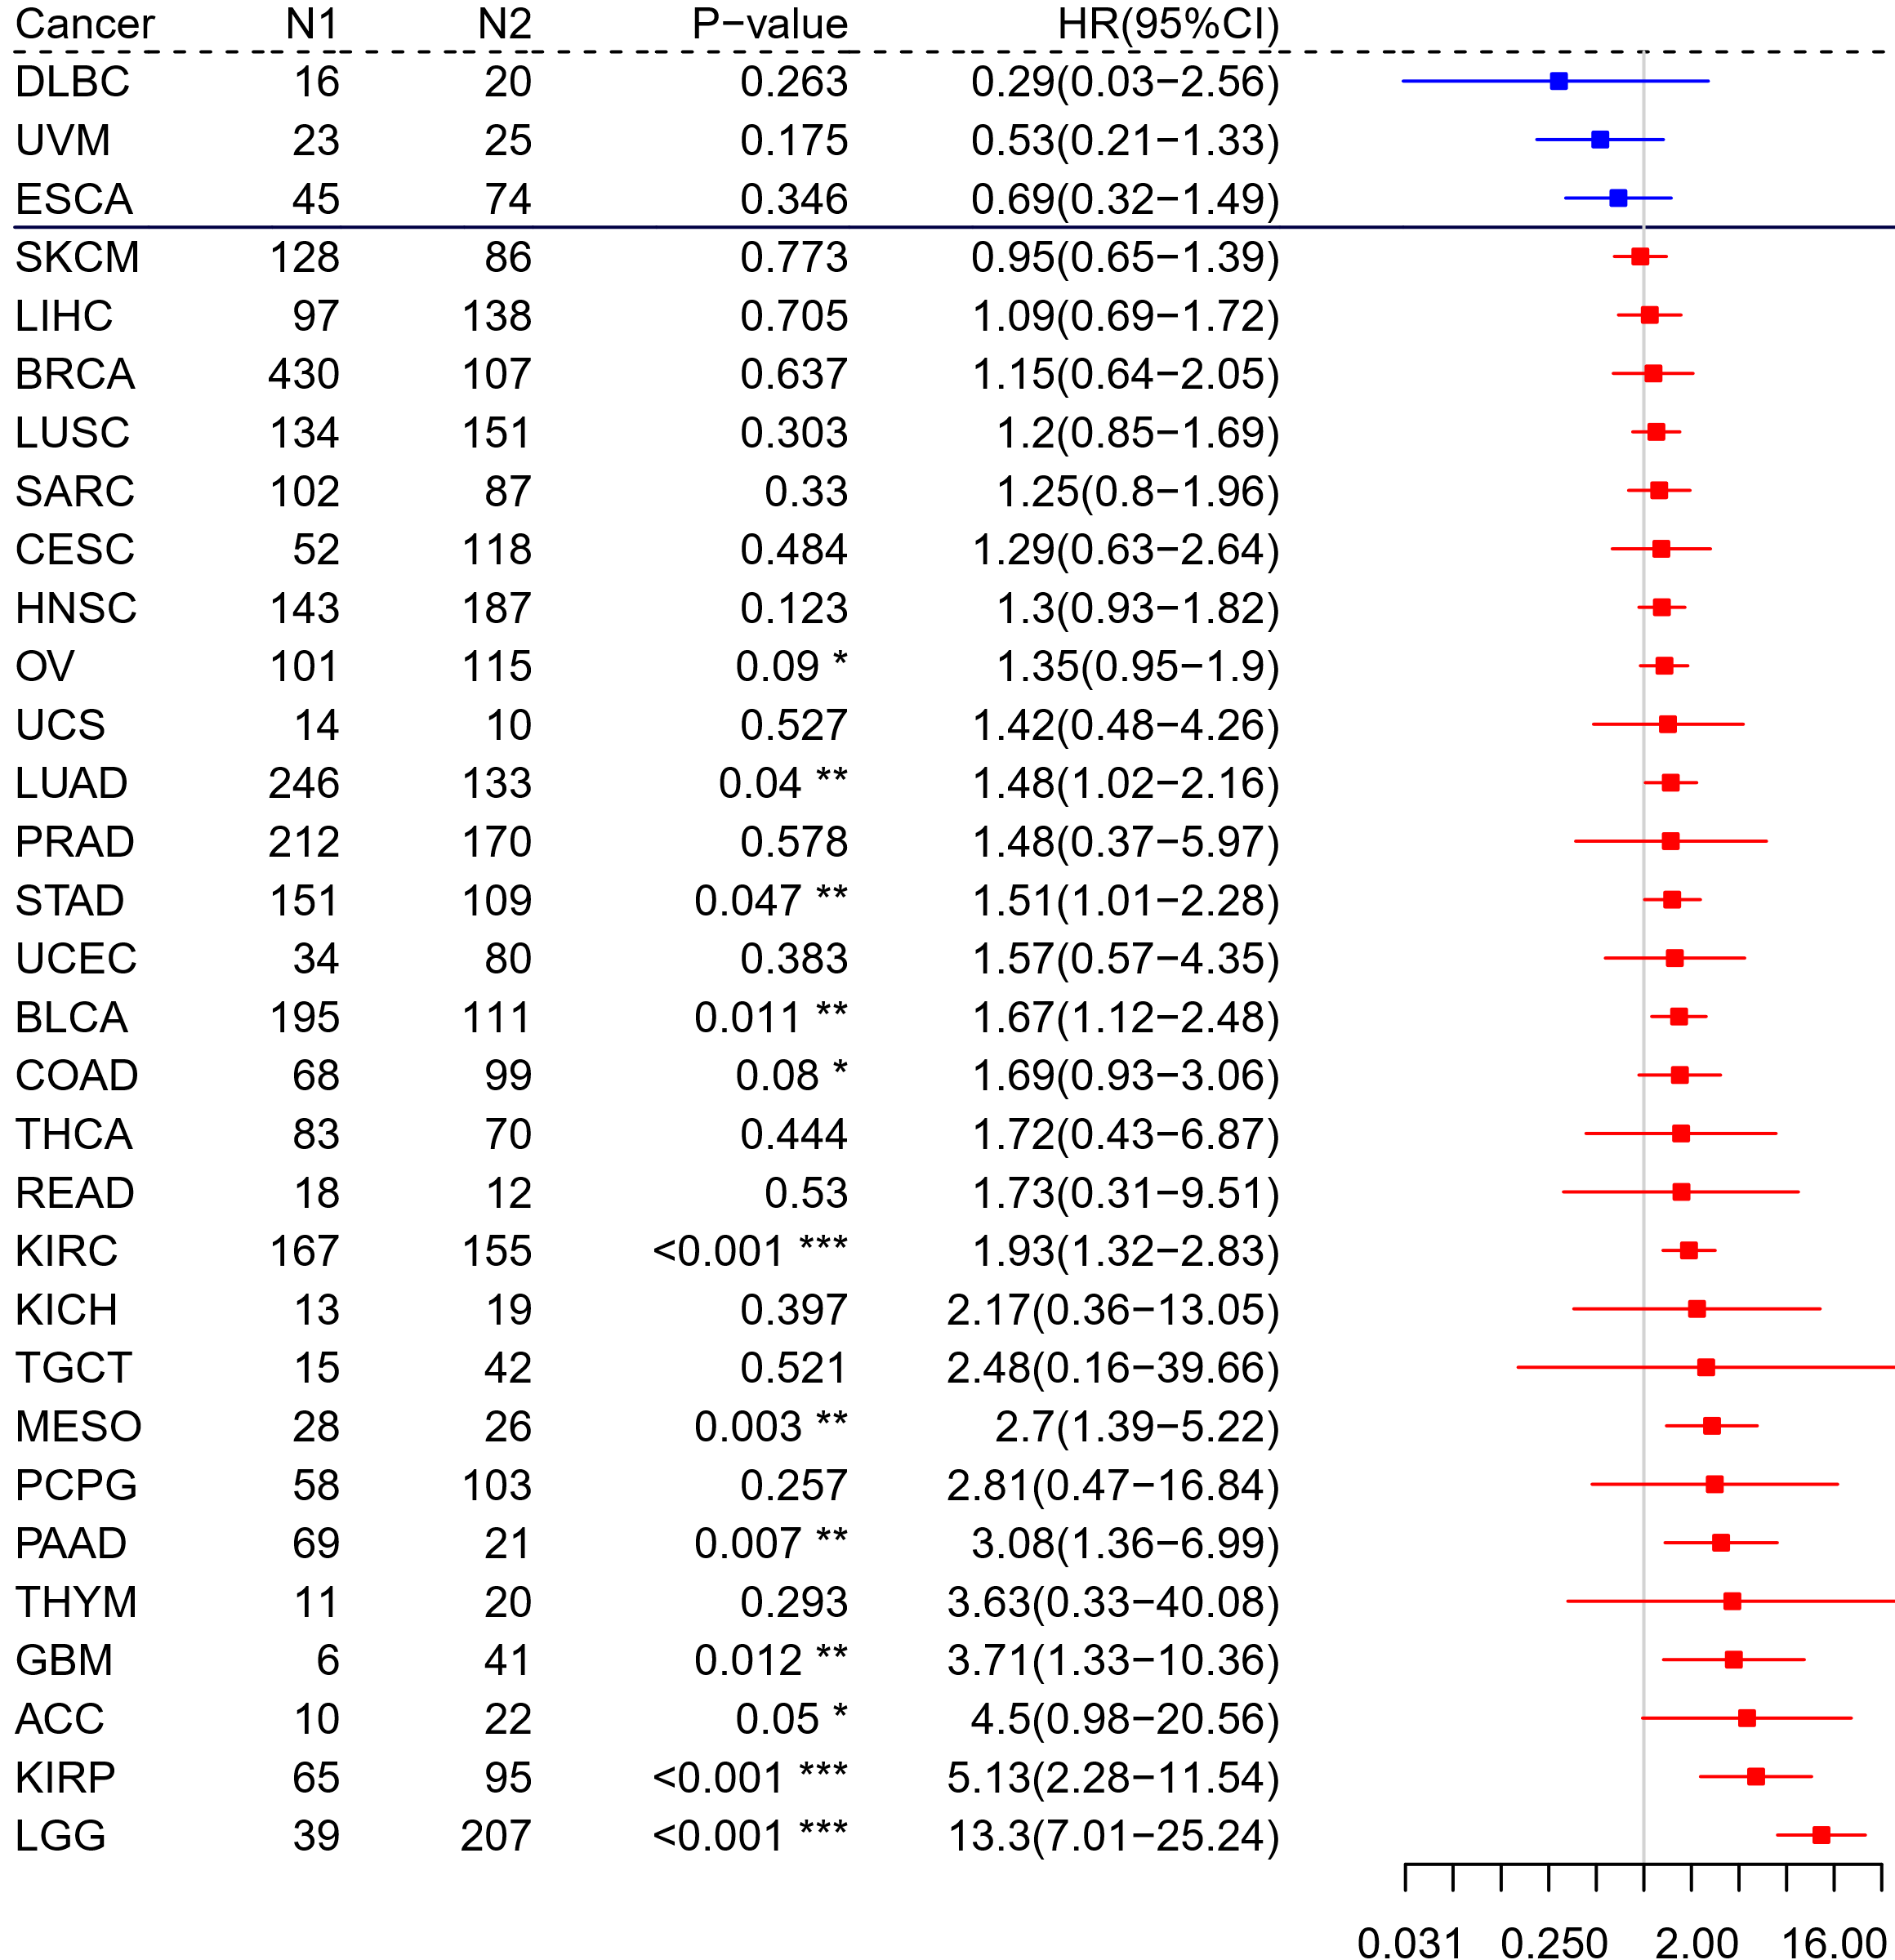 Cancer N1 N2 P−value HR(95%CI)
DLBC 16 20 0.263 0.29(0.03−2.56)
UVM 23 25 0.175 0.53(0.21−1.33)
ESCA 45 74 0.346 0.69(0.32−1.49)
SKCM 128 86 0.773 0.95(0.65−1.39)
LIHC 97 138 0.705 1.09(0.69−1.72)
BRCA 430 107 0.637 1.15(0.64−2.05)
LUSC 134 151 0.303 1.2(0.85−1.69)
SARC 102 87 0.33 1.25(0.8−1.96)
CESC 52 118 0.484 1.29(0.63−2.64)
HNSC 143 187 0.123 1.3(0.93−1.82)
OV 101 115 0.09 * 1.35(0.95−1.9)
UCS 14 10 0.527 1.42(0.48−4.26)
LUAD 246 133 0.04 ** 1.48(1.02−2.16)
PRAD 212 170 0.578 1.48(0.37−5.97)
STAD 151 109 0.047 ** 1.51(1.01−2.28)
UCEC 34 80 0.383 1.57(0.57−4.35)
BLCA 195 111 0.011 ** 1.67(1.12−2.48)
COAD 68 99 0.08 * 1.69(0.93−3.06)
THCA 83 70 0.444 1.72(0.43−6.87)
READ 18 12 0.53 1.73(0.31−9.51)
KIRC 167 155 <0.001 *** 1.93(1.32−2.83)
KICH 13 19 0.397 2.17(0.36−13.05)
TGCT 15 42 0.521 2.48(0.16−39.66)
MESO 28 26 0.003 ** 2.7(1.39−5.22)
PCPG 58 103 0.257 2.81(0.47−16.84)
PAAD 69 21 0.007 ** 3.08(1.36−6.99)
THYM 11 20 0.293 3.63(0.33−40.08)
GBM 6 41 0.012 ** 3.71(1.33−10.36)
ACC 10 22 0.05 * 4.5(0.98−20.56)
KIRP 65 95 <0.001 *** 5.13(2.28−11.54)
LGG 39 207 <0.001 *** 13.3(7.01−25.24)
0.031 0.250 2.00 16.00